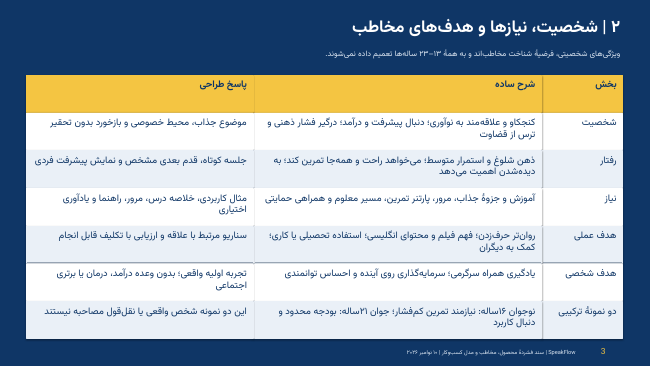 ۲ | شخصیت، نیازها و هدف‌های مخاطب
ویژگی‌های شخصیتی، فرضیهٔ شناخت مخاطب‌اند و به همهٔ ۱۳–۲۳ ساله‌ها تعمیم داده نمی‌شوند.
بخش	شرح ساده	پاسخ طراحی
شخصیت	کنجکاو و علاقه‌مند به نوآوری؛ دنبال پیشرفت و درآمد؛ درگیر فشار ذهنی و	موضوع جذاب، محیط خصوصی و بازخورد بدون تحقیر
ترس از قضاوت
رفتار	ذهن شلوغ و استمرار متوسط؛ می‌خواهد راحت و همه‌جا تمرین کند؛ به	جلسه کوتاه، قدم بعدی مشخص و نمایش پیشرفت فردی
دیده‌شدن اهمیت می‌دهد
نیاز	آموزش و جزوهٔ جذاب، مرور، پارتنر تمرین، مسیر معلوم و همراهی حمایتی	مثال کاربردی، خلاصه درس، مرور، راهنما و یادآوری
اختیاری
هدف عملی	روان‌تر حرف‌زدن؛ فهم فیلم و محتوای انگلیسی؛ استفاده تحصیلی یا کاری؛	سناریو مرتبط با علاقه و ارزیابی با تکلیف قابل انجام
کمک به دیگران
هدف شخصی	یادگیری همراه سرگرمی؛ سرمایه‌گذاری روی آینده و احساس توانمندی	تجربه اولیه واقعی؛ بدون وعده درآمد، درمان یا برتری
اجتماعی
دو نمونهٔ ترکیبی	نوجوان ۱۶ساله: نیازمند تمرین کم‌فشار؛ جوان ۲۱ساله: بودجه محدود و	این دو نمونه شخص واقعی یا نقل‌قول مصاحبه نیستند
دنبال کاربرد
SpeakFlow | سند فشردهٔ محصول، مخاطب و مدل کسب‌وکار | ۱۰ نوامبر ۲۰۲۶
3